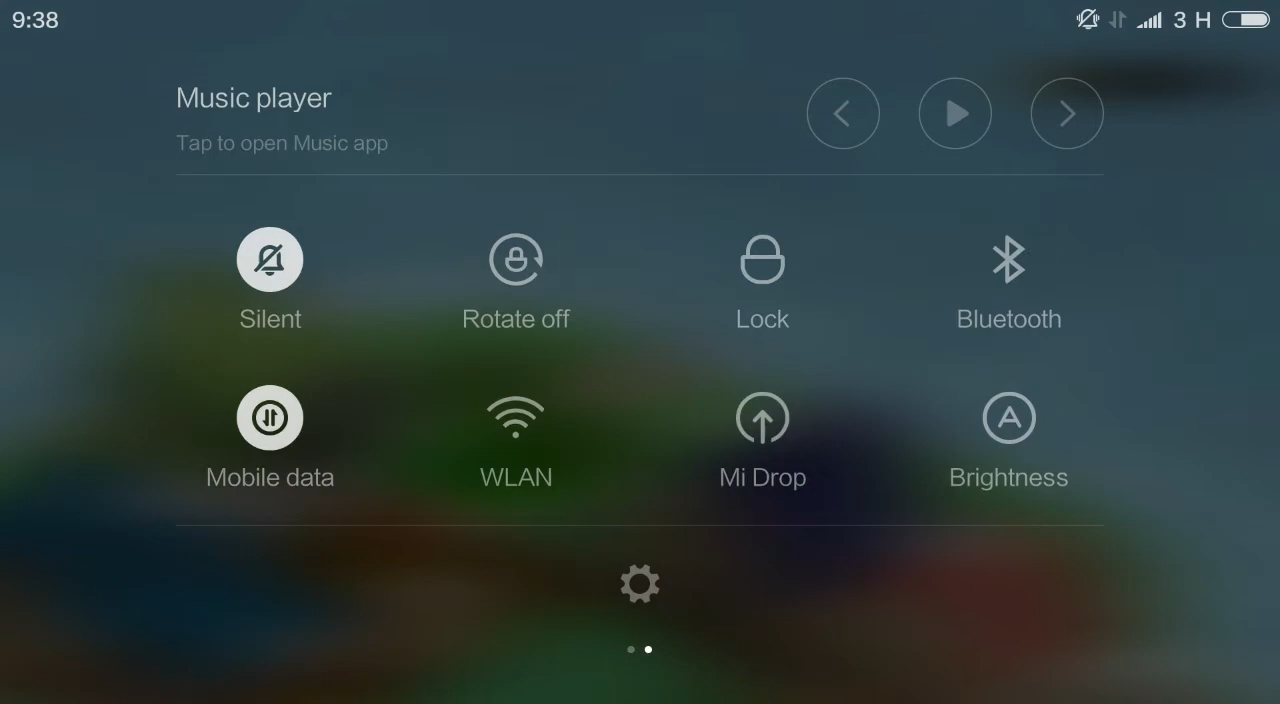 9:38 3 H
Music player
Tap to open Music app
Silent Rotate off Lock Bluetooth
Mobile data WLAN Mi Drop Brightness